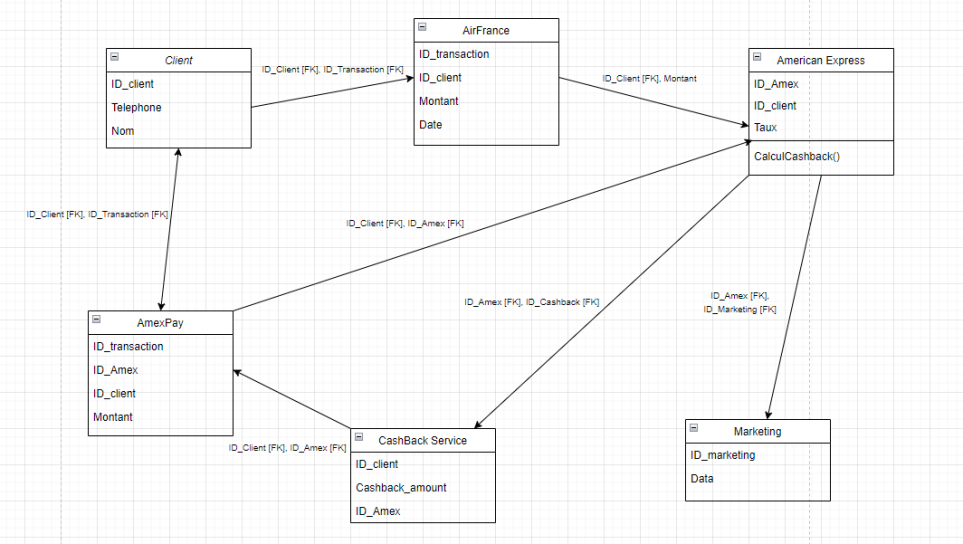 AirFrance
ID_transaction
ID_client
Montant
Date
Client
ID_client
Telephone
Nom
ID_Client [FK], ID_Transaction [FK]
ID_Client [FK], Montant
American Express
ID_Amex
ID_client
Taux
CalculCashback()
ID_Client [FK], ID_Transaction [FK]
ID_Client [FK], ID_Amex [FK]
ID_Amex [FK], ID_Cashback [FK]
ID_Amex [FK],
ID_Marketing [FK]
AmexPay
ID_transaction
ID_Amex
ID_client
Montant
ID_Client [FK], ID_Amex [FK]
CashBack Service
ID_client
Cashback_amount
ID_Amex
Marketing
ID_marketing
Data